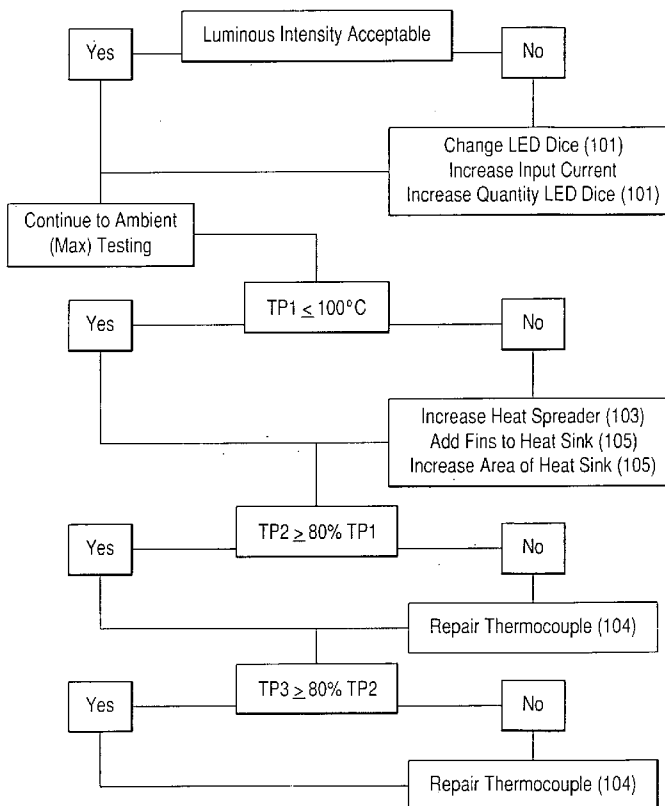 Luminous Intensity Acceptable
Yes
No
Change LED Dice (101)
Increase Input Current
Increase Quantity LED Dice (101)
Continue to Ambient
(Max) Testing
TP1 ≤ 100°C
Yes
No
Increase Heat Spreader (103)
Add Fins to Heat Sink (105)
Increase Area of Heat Sink (105)
TP2 ≥ 80% TP1
Yes
No
Repair Thermocouple (104)
TP3 ≥ 80% TP2
Yes
No
Repair Thermocouple (104)